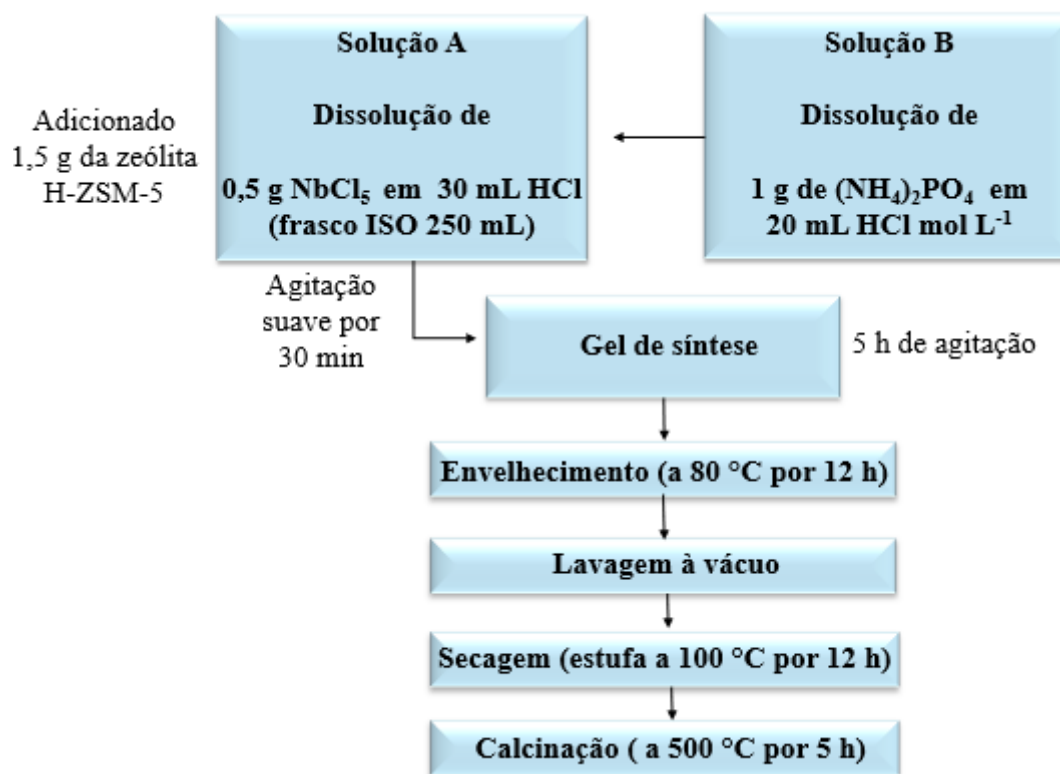 Adicionado
1,5 g da zeólita
H-ZSM-5
Solução A
Dissolução de
0,5 g NbCl₅ em 30 mL HCl
(frasco ISO 250 mL)
Solução B
Dissolução de
1 g de (NH₄)₂PO₄ em
20 mL HCl mol L⁻¹
Agitação
suave por
30 min
Gel de síntese
5 h de agitação
Envelhecimento (a 80 °C por 12 h)
Lavagem à vácuo
Secagem (estufa a 100 °C por 12 h)
Calcinação ( a 500 °C por 5 h)